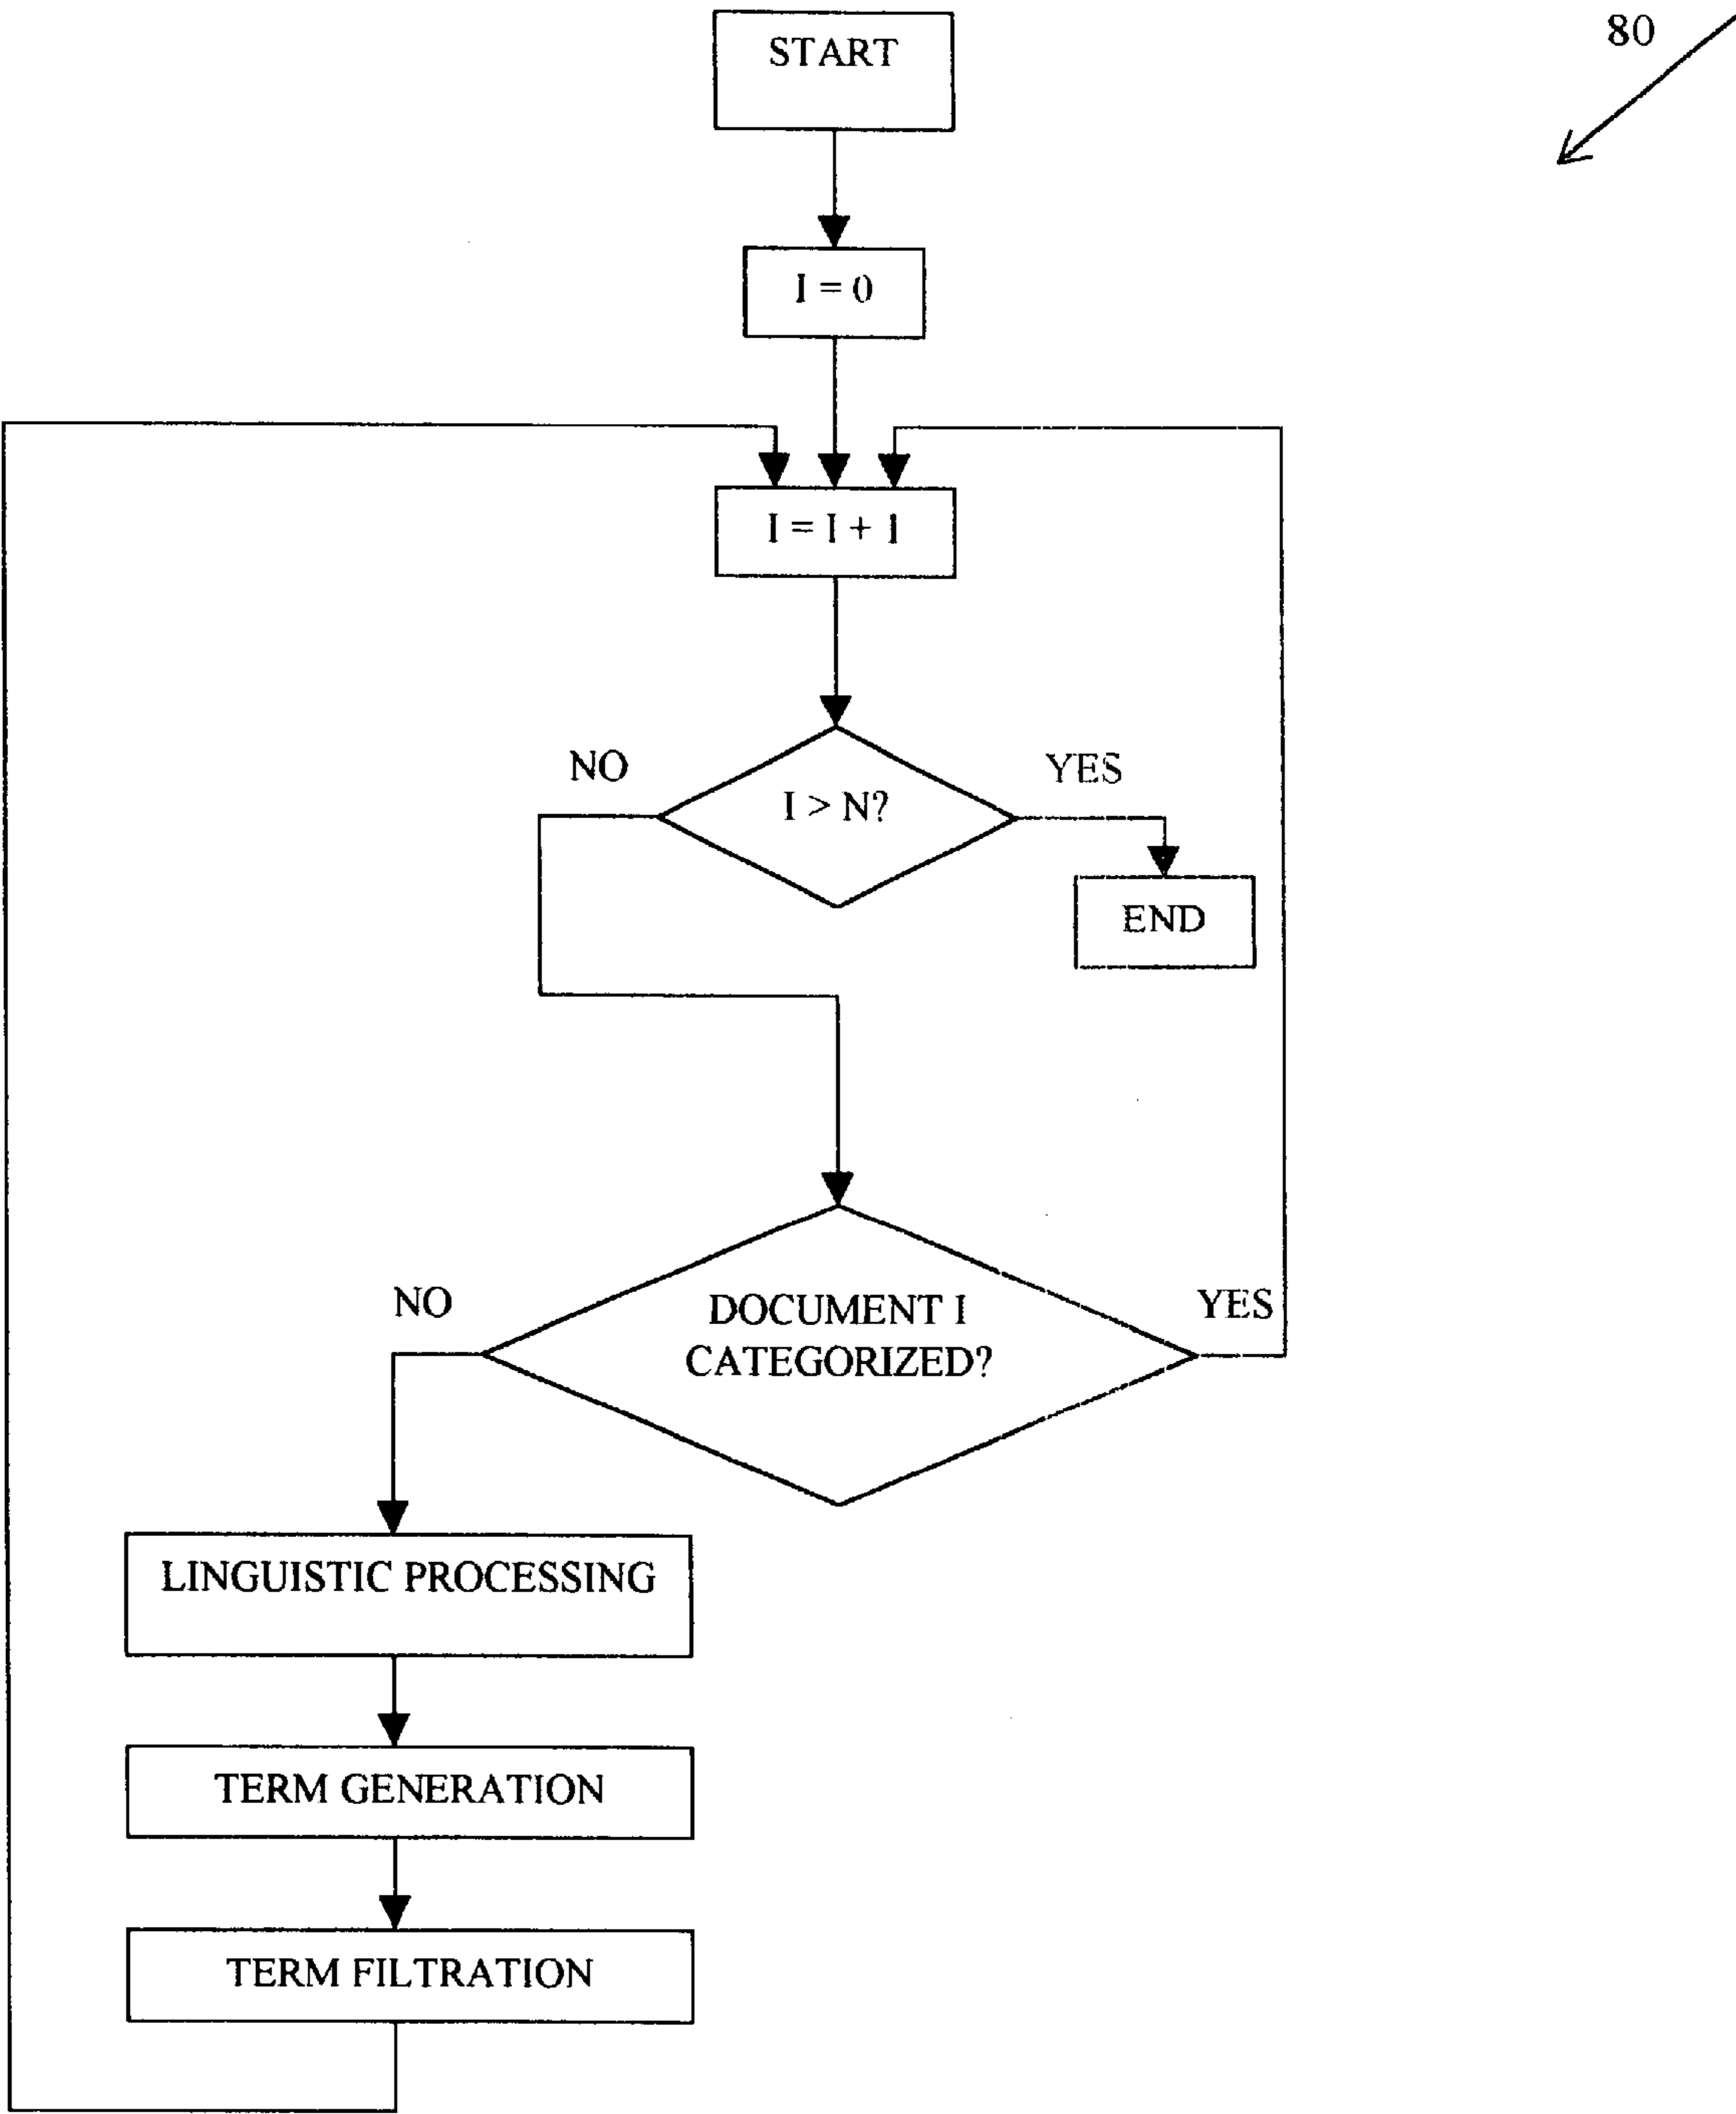 START
80
I = 0
I = I + 1
NO
YES
I > N?
END
NO
DOCUMENT I
YES
CATEGORIZED?
LINGUISTIC PROCESSING
TERM GENERATION
TERM FILTRATION